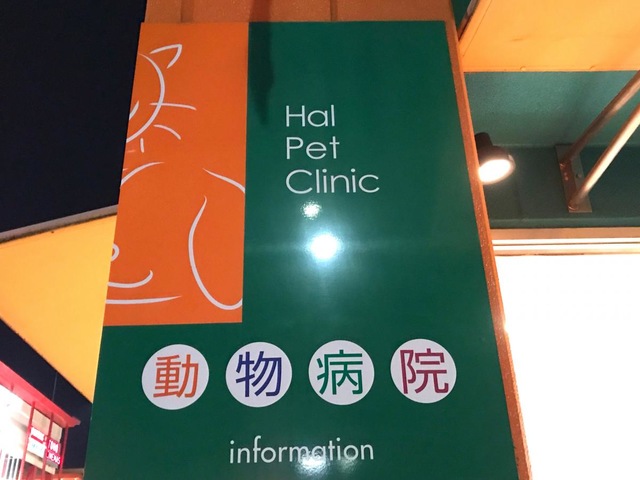 Hal
Pet
Clinic
動物病院
information